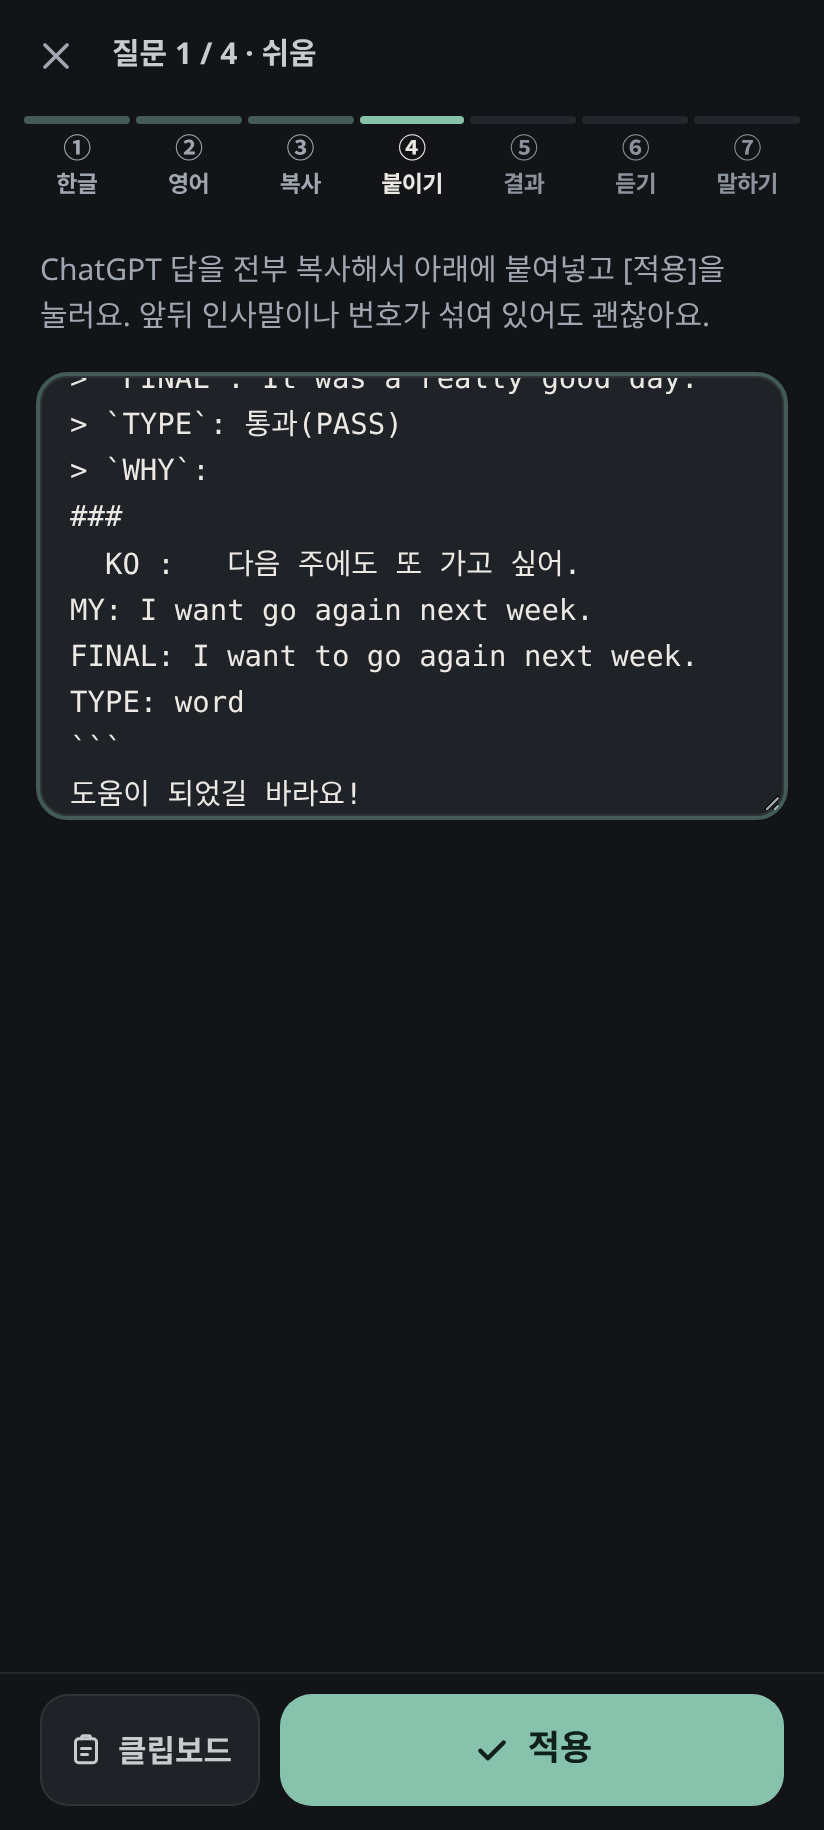 질문 1 / 4 · 쉬움
① ② ③ ④ ⑤ ⑥ ⑦
한글 영어 복사 붙이기 결과 듣기 말하기
ChatGPT 답을 전부 복사해서 아래에 붙여넣고 [적용]을
눌러요. 앞뒤 인사말이나 번호가 섞여 있어도 괜찮아요.
> `FINAL`: It was a really good day.
> `TYPE`: 통과(PASS)
> `WHY`:
###
  KO :   다음 주에도 또 가고 싶어.
MY: I want go again next week.
FINAL: I want to go again next week.
TYPE: word
```
도움이 되었길 바라요!
클립보드
적용